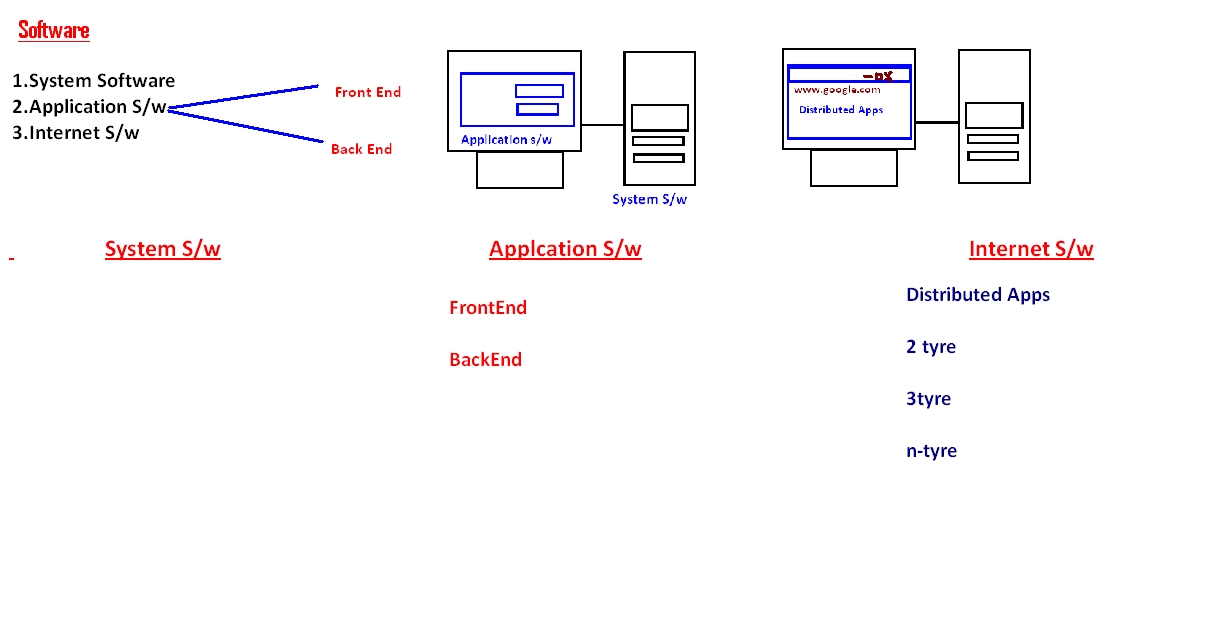 Software
1.System Software
2.Application S/w
3.Internet S/w
Front End
Back End
Application s/w
System S/w
-ox
www.google.com
Distributed Apps
System S/w
Applcation S/w
Internet S/w
FrontEnd
BackEnd
Distributed Apps
2 tyre
3tyre
n-tyre